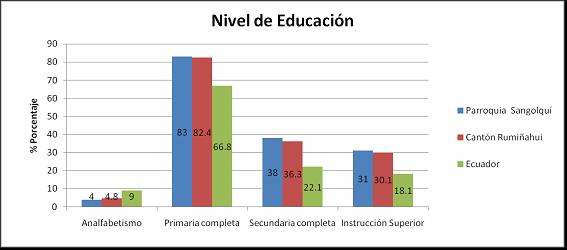 Nivel de Educación
% Porcentaje
90
80
70
60
50
40
30
20
10
0
4 4.8 9
83 82.4 66.8
38 36.3 22.1
31 30.1 18.1
Analfabetismo Primaria completa Secundaria completa Instrucción Superior
Parroquia Sangolquí
Cantón Rumiñahui
Ecuador